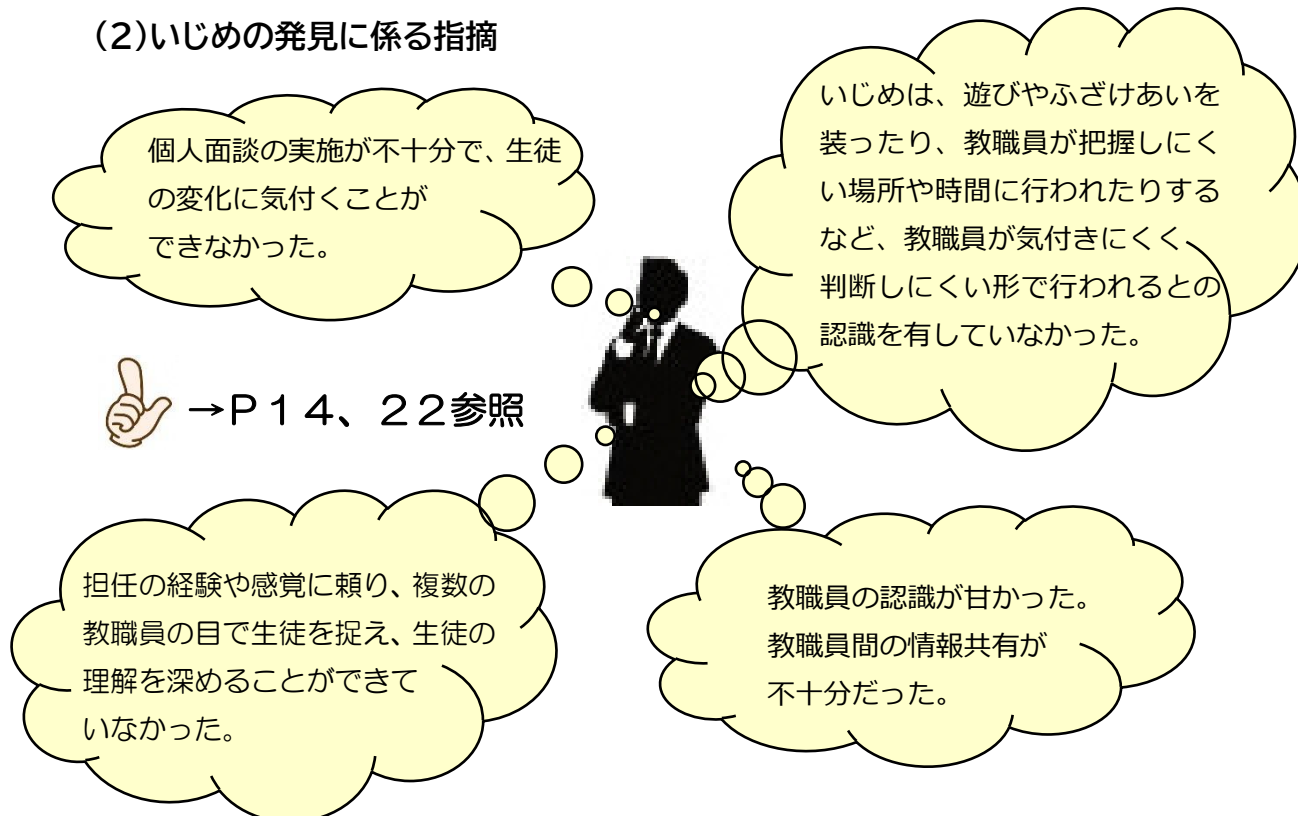 （２）いじめの発見に係る指摘
個人面談の実施が不十分で、生徒
の変化に気付くことが
できなかった。
いじめは、遊びやふざけあいを
装ったり、教職員が把握しにく
い場所や時間に行われたりする
など、教職員が気付きにくく、
判断しにくい形で行われるとの
認識を有していなかった。
→Ｐ１４、２２参照
担任の経験や感覚に頼り、複数の
教職員の目で生徒を捉え、生徒の
理解を深めることができて
いなかった。
教職員の認識が甘かった。
教職員間の情報共有が
不十分だった。